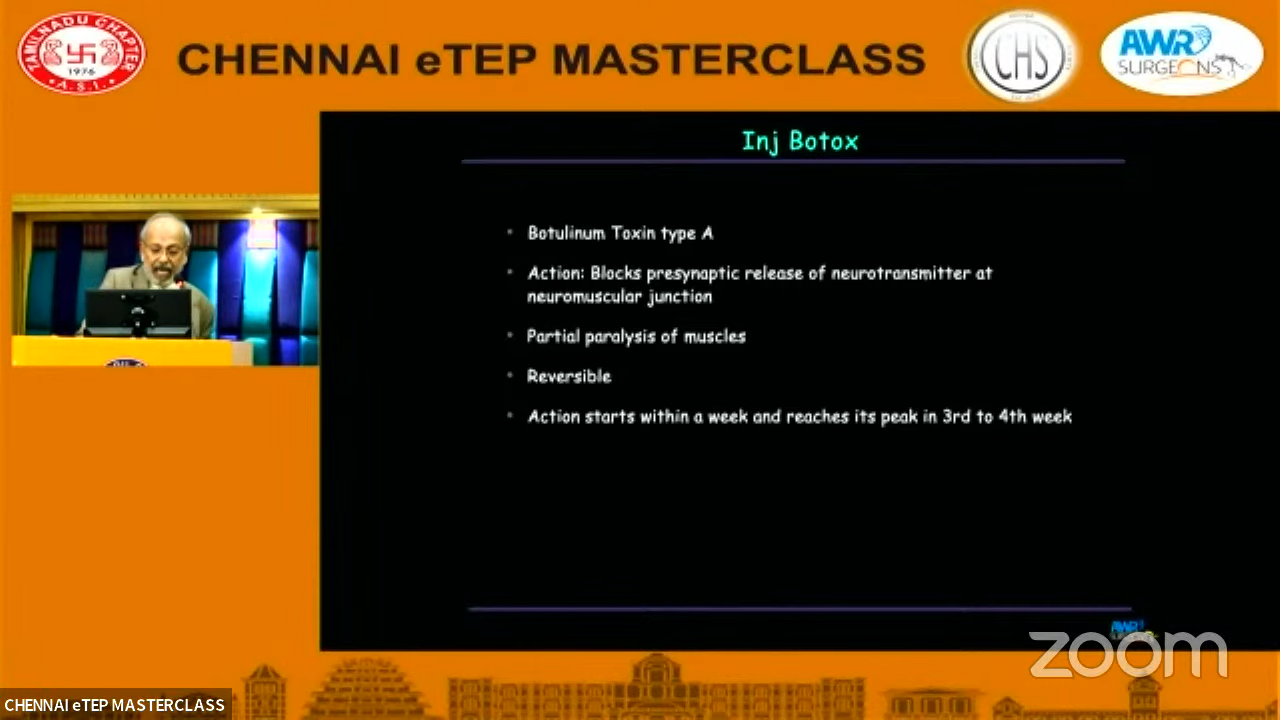 TAMILNADU CHAPTER
1976
A.S.I.
CHENNAI eTEP MASTERCLASS
CHS
AWR
SURGEONS
Inj Botox
Botulinum Toxin type A
Action: Blocks presynaptic release of neurotransmitter at
neuromuscular junction
Partial paralysis of muscles
Reversible
Action starts within a week and reaches its peak in 3rd to 4th week
AWR
zoom
CHENNAI eTEP MASTERCLASS